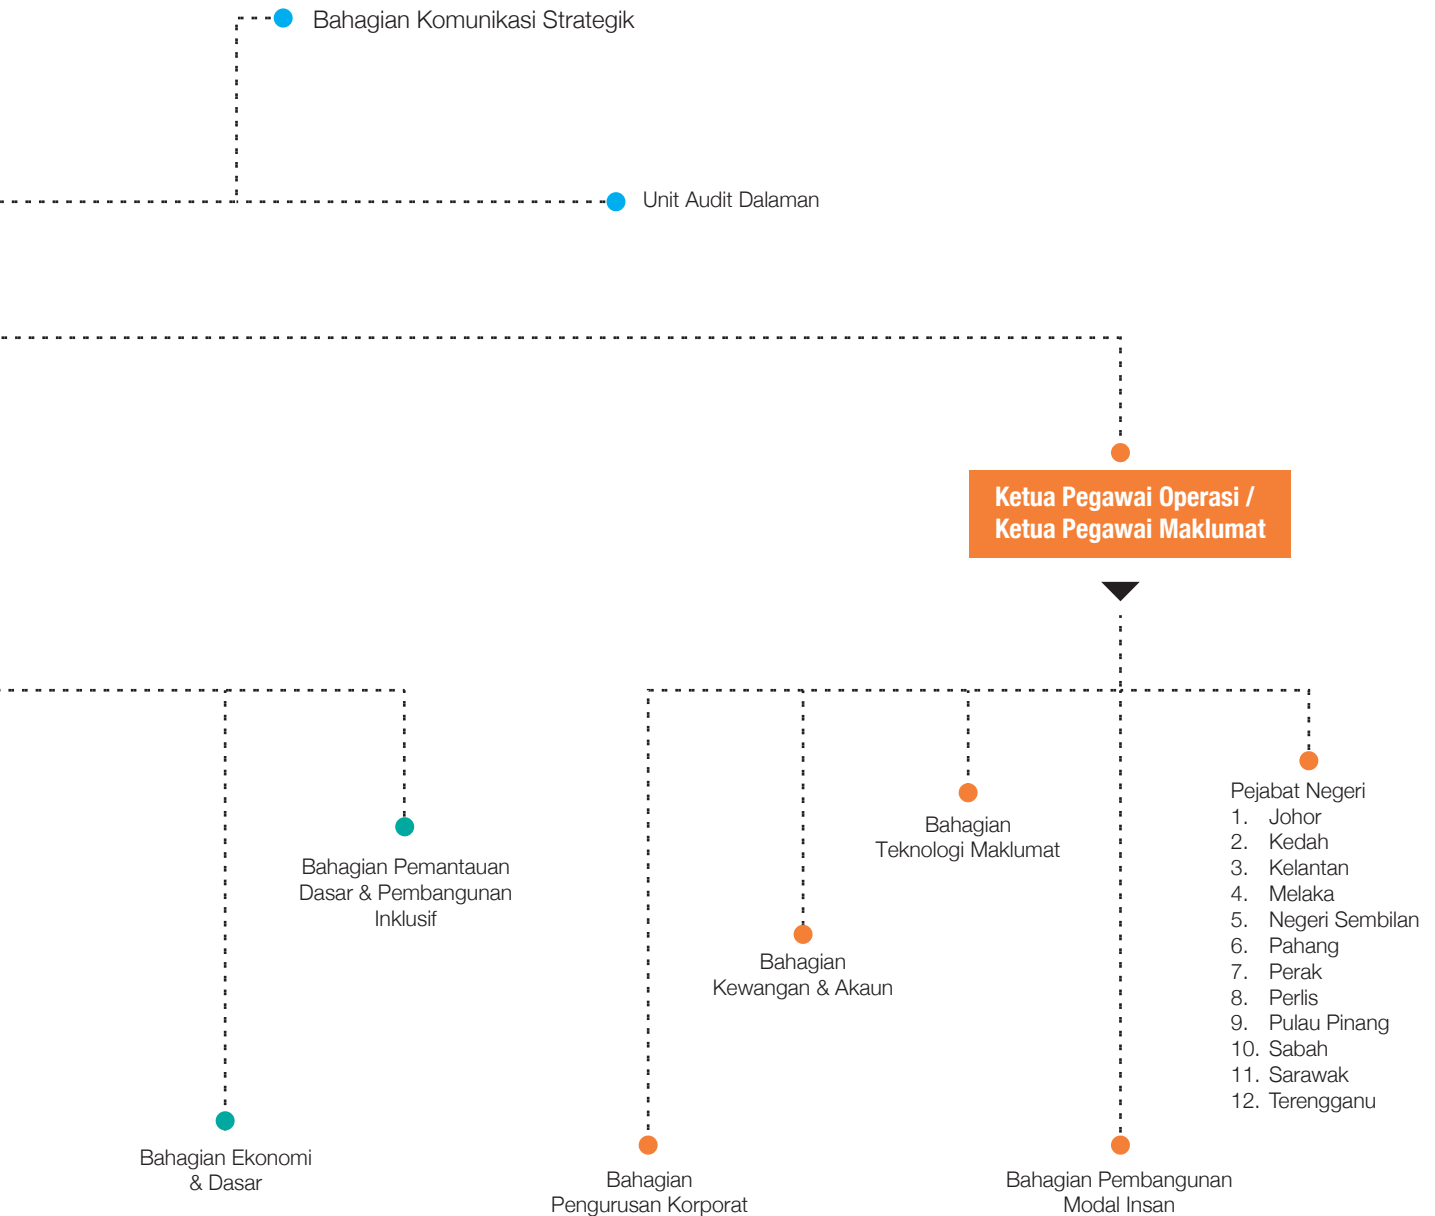 Bahagian Komunikasi Strategik
Unit Audit Dalaman
Ketua Pegawai Operasi /
Ketua Pegawai Maklumat
Bahagian Pemantauan
Dasar & Pembangunan
Inklusif
Bahagian Ekonomi
& Dasar
Bahagian
Pengurusan Korporat
Bahagian
Kewangan & Akaun
Bahagian
Teknologi Maklumat
Bahagian Pembangunan
Modal Insan
Pejabat Negeri
1. Johor
2. Kedah
3. Kelantan
4. Melaka
5. Negeri Sembilan
6. Pahang
7. Perak
8. Perlis
9. Pulau Pinang
10. Sabah
11. Sarawak
12. Terengganu